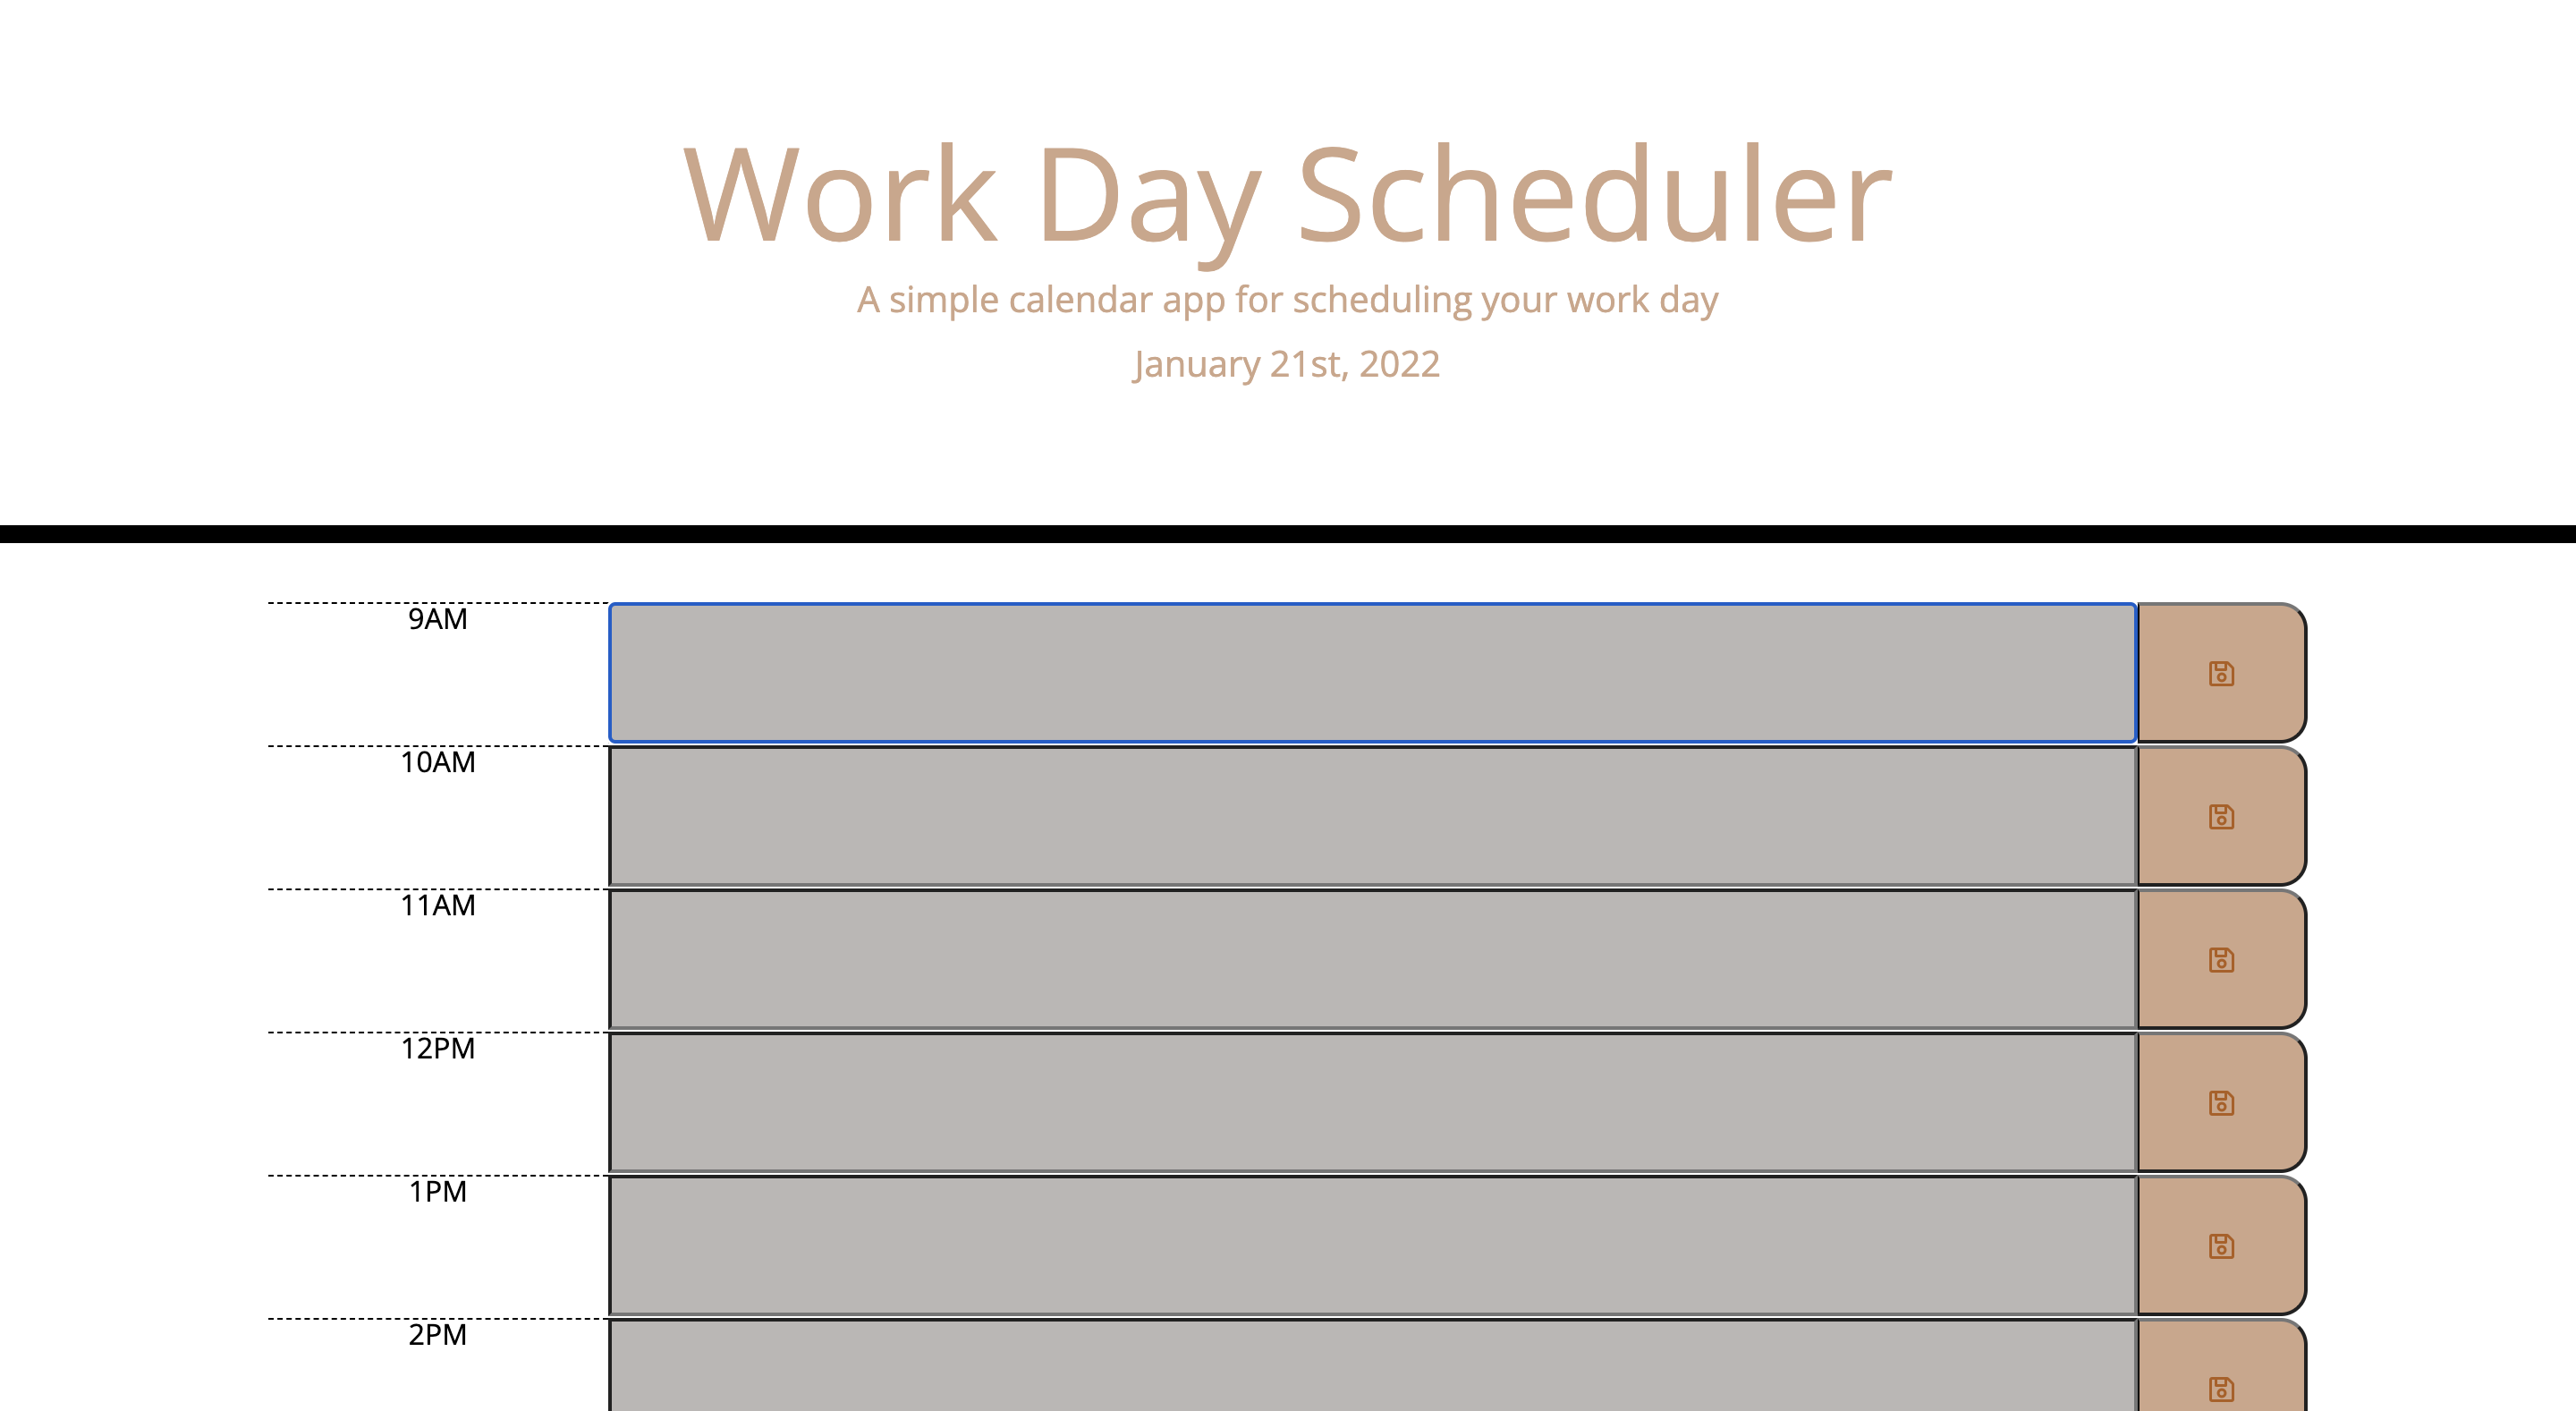 Work Day Scheduler
A simple calendar app for scheduling your work day
January 21st, 2022
9AM
10AM
11AM
12PM
1PM
2PM